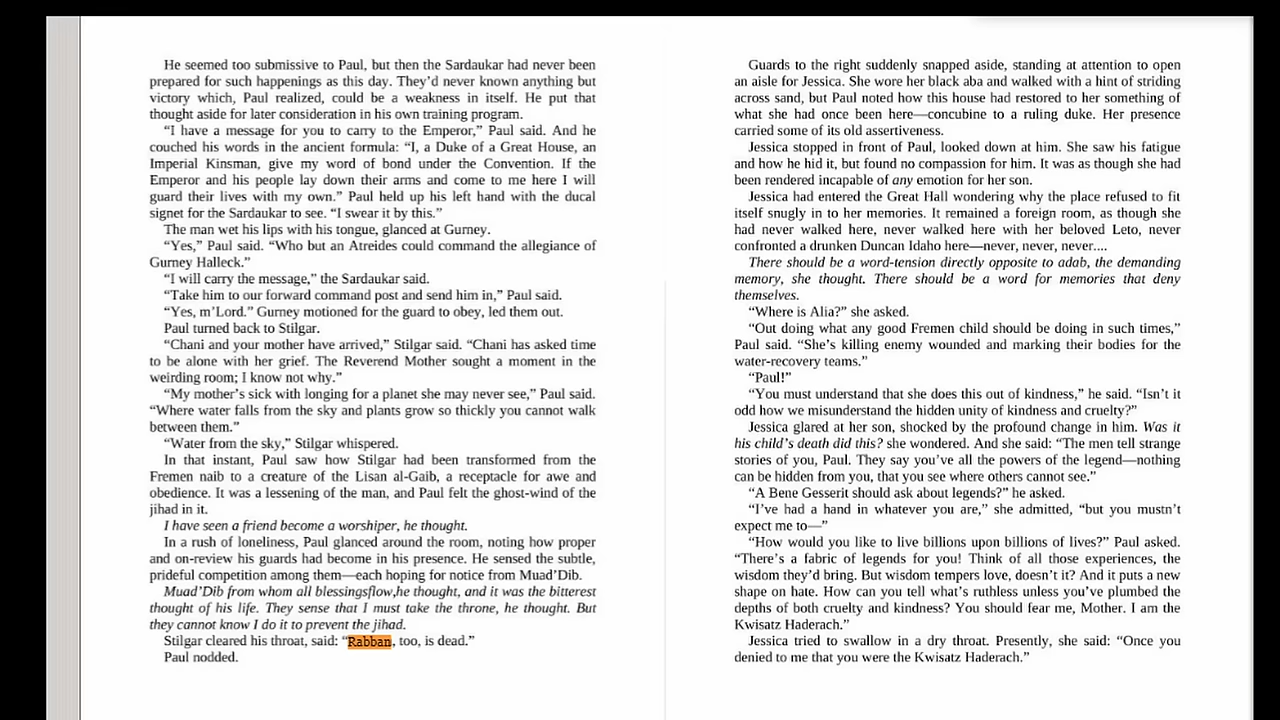 He seemed too submissive to Paul, but then the Sardaukar had never been
prepared for such happenings as this day. They’d never known anything but
victory which, Paul realized, could be a weakness in itself. He put that
thought aside for later consideration in his own training program.
“I have a message for you to carry to the Emperor,” Paul said. And he
couched his words in the ancient formula: “I, a Duke of a Great House, an
Imperial Kinsman, give my word of bond under the Convention. If the
Emperor and his people lay down their arms and come to me here I will
guard their lives with my own.” Paul held up his left hand with the ducal
signet for the Sardaukar to see. “I swear it by this.”
The man wet his lips with his tongue, glanced at Gurney.
“Yes,” Paul said. “Who but an Atreides could command the allegiance of
Gurney Halleck.”
“I will carry the message,” the Sardaukar said.
“Take him to our forward command post and send him in,” Paul said.
“Yes, m’Lord.” Gurney motioned for the guard to obey, led them out.
Paul turned back to Stilgar.
“Chani and your mother have arrived,” Stilgar said. “Chani has asked time
to be alone with her grief. The Reverend Mother sought a moment in the
weirding room; I know not why.”
“My mother’s sick with longing for a planet she may never see,” Paul said.
“Where water falls from the sky and plants grow so thickly you cannot walk
between them.”
“Water from the sky,” Stilgar whispered.
In that instant, Paul saw how Stilgar had been transformed from the
Fremen naib to a creature of the Lisan al-Gaib, a receptacle for awe and
obedience. It was a lessening of the man, and Paul felt the ghost-wind of the
jihad in it.
I have seen a friend become a worshiper, he thought.
In a rush of loneliness, Paul glanced around the room, noting how proper
and on-review his guards had become in his presence. He sensed the subtle,
prideful competition among them—each hoping for notice from Muad’Dib.
Muad’Dib from whom all blessingsflow,he thought, and it was the bitterest
thought of his life. They sense that I must take the throne, he thought. But
they cannot know I do it to prevent the jihad.
Stilgar cleared his throat, said: “Rabban, too, is dead.”
Paul nodded.
Guards to the right suddenly snapped aside, standing at attention to open
an aisle for Jessica. She wore her black aba and walked with a hint of striding
across sand, but Paul noted how this house had restored to her something of
what she had once been here—concubine to a ruling duke. Her presence
carried some of its old assertiveness.
Jessica stopped in front of Paul, looked down at him. She saw his fatigue
and how he hid it, but found no compassion for him. It was as though she had
been rendered incapable of any emotion for her son.
Jessica had entered the Great Hall wondering why the place refused to fit
itself snugly in to her memories. It remained a foreign room, as though she
had never walked here, never walked here with her beloved Leto, never
confronted a drunken Duncan Idaho here—never, never, never....
There should be a word-tension directly opposite to adab, the demanding
memory, she thought. There should be a word for memories that deny
themselves.
“Where is Alia?” she asked.
“Out doing what any good Fremen child should be doing in such times,”
Paul said. “She’s killing enemy wounded and marking their bodies for the
water-recovery teams.”
“Paul!”
“You must understand that she does this out of kindness,” he said. “Isn’t it
odd how we misunderstand the hidden unity of kindness and cruelty?”
Jessica glared at her son, shocked by the profound change in him. Was it
his child’s death did this? she wondered. And she said: “The men tell strange
stories of you, Paul. They say you’ve all the powers of the legend—nothing
can be hidden from you, that you see where others cannot see.”
“A Bene Gesserit should ask about legends?” he asked.
“I’ve had a hand in whatever you are,” she admitted, “but you mustn’t
expect me to—”
“How would you like to live billions upon billions of lives?” Paul asked.
“There’s a fabric of legends for you! Think of all those experiences, the
wisdom they’d bring. But wisdom tempers love, doesn’t it? And it puts a new
shape on hate. How can you tell what’s ruthless unless you’ve plumbed the
depths of both cruelty and kindness? You should fear me, Mother. I am the
Kwisatz Haderach.”
Jessica tried to swallow in a dry throat. Presently, she said: “Once you
denied to me that you were the Kwisatz Haderach.”